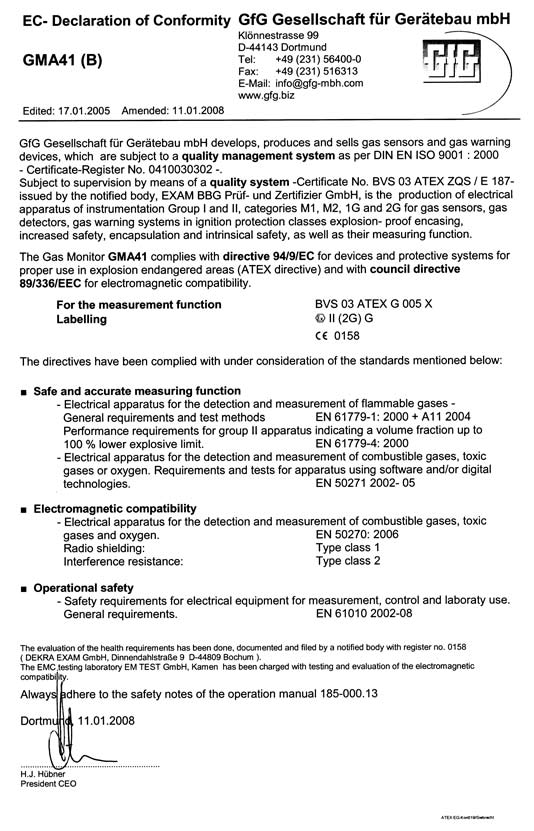 EC- Declaration of Conformity GfG Gesellschaft für Gerätebau mbH
Klönnestrasse 99
D-44143 Dortmund
GMA41 (B)
Tel: +49 (231) 56400-0
Fax: +49 (231) 516313
E-Mail: info@gfg-mbh.com
www.gfg.biz
GfG
Edited: 17.01.2005 Amended: 11.01.2008
GfG Gesellschaft für Gerätebau mbH develops, produces and sells gas sensors and gas warning
devices, which are subject to a quality management system as per DIN EN ISO 9001 : 2000
- Certificate-Register No. 0410030302 -.
Subject to supervision by means of a quality system -Certificate No. BVS 03 ATEX ZQS / E 187-
issued by the notified body, EXAM BBG Prüf- und Zertifizier GmbH, is the production of electrical
apparatus of instrumentation Group I and II, categories M1, M2, 1G and 2G for gas sensors, gas
detectors, gas warning systems in ignition protection classes explosion- proof encasing,
increased safety, encapsulation and intrinsical safety, as well as their measuring function.
The Gas Monitor GMA41 complies with directive 94/9/EC for devices and protective systems for
proper use in explosion endangered areas (ATEX directive) and with council directive
89/336/EEC for electromagnetic compatibility.
For the measurement function BVS 03 ATEX G 005 X
Labelling Ex II (2G) G
CE 0158
The directives have been complied with under consideration of the standards mentioned below:
■ Safe and accurate measuring function
- Electrical apparatus for the detection and measurement of flammable gases -
General requirements and test methods EN 61779-1: 2000 + A11 2004
Performance requirements for group II apparatus indicating a volume fraction up to
100 % lower explosive limit. EN 61779-4: 2000
- Electrical apparatus for the detection and measurement of combustible gases, toxic
gases or oxygen. Requirements and tests for apparatus using software and/or digital
technologies. EN 50271 2002- 05
■ Electromagnetic compatibility
- Electrical apparatus for the detection and measurement of combustible gases, toxic
gases and oxygen. EN 50270: 2006
Radio shielding: Type class 1
Interference resistance: Type class 2
■ Operational safety
- Safety requirements for electrical equipment for measurement, control and laboraty use.
General requirements. EN 61010 2002-08
The evaluation of the health requirements has been done, documented and filed by a notified body with register no. 0158
( DEKRA EXAM GmbH, Dinnendahlstraße 9 D-44809 Bochum ).
The EMC testing laboratory EM TEST GmbH, Kamen has been charged with testing and evaluation of the electromagnetic
compatibility.
Always adhere to the safety notes of the operation manual 185-000.13
Dortmund, 11.01.2008
H.J. Hübner
President CEO